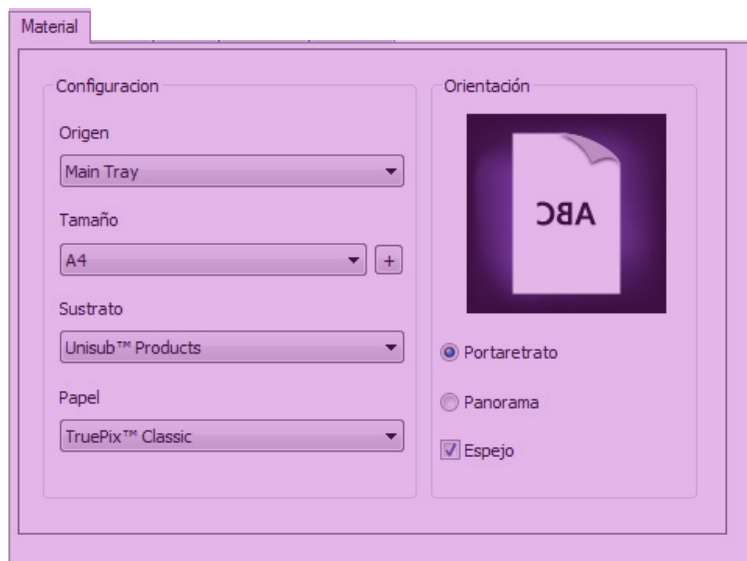 Material
Configuracion
Origen
Main Tray
Tamaño
A4
+
Sustrato
Unisub™ Products
Papel
TruePix™ Classic
Orientación
ABC
Portaretrato
Panorama
Espejo